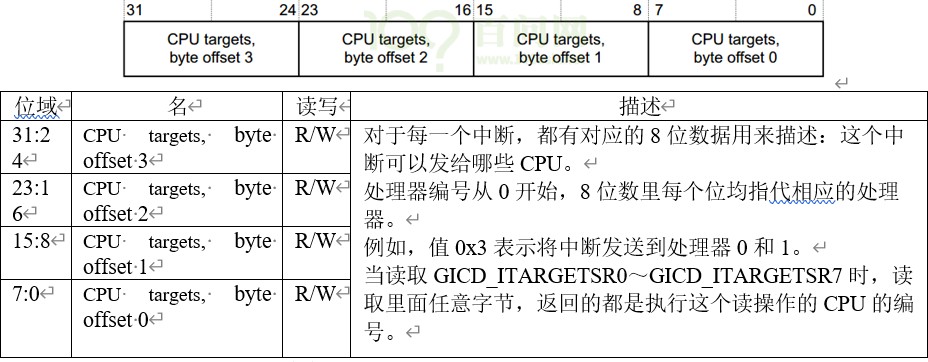 31 24 23 16 15 8 7 0
CPU targets, CPU targets, CPU targets, CPU targets,
byte offset 3 byte offset 2 byte offset 1 byte offset 0
位域 名 读写 描述
31:2
4
CPU targets, byte
offset 3
R/W
23:1
6
CPU targets, byte
offset 2
R/W
15:8
CPU targets, byte
offset 1
R/W
7:0
CPU targets, byte
offset 0
R/W
对于每一个中断，都有对应的 8 位数据用来描述：这个中
断可以发给哪些 CPU。
处理器编号从 0 开始，8 位数里每个位均指代相应的处理
器。
例如，值 0x3 表示将中断发送到处理器 0 和 1。
当读取 GICD_ITARGETSR0～GICD_ITARGETSR7 时，读
取里面任意字节，返回的都是执行这个读操作的 CPU 的编
号。